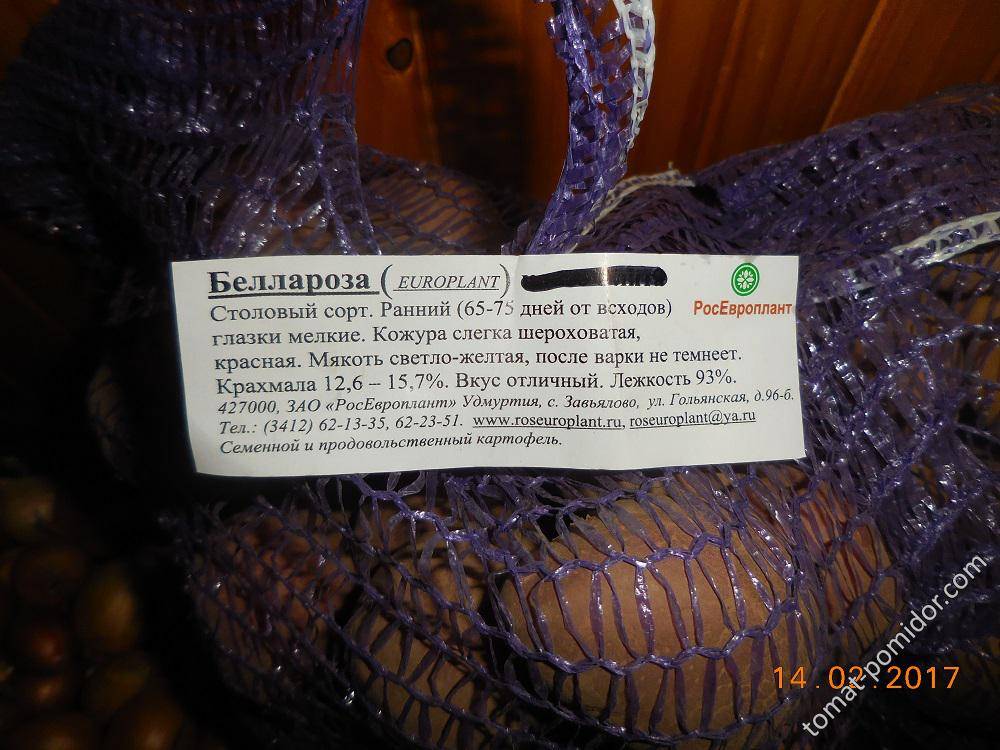 Беллароза (EUROPLANT)
РосЕвроплант
Столовый сорт. Ранний (65-75 дней от всходов)
глазки мелкие. Кожура слегка шероховатая,
красная. Мякоть светло-желтая, после варки не темнеет.
Крахмала 12,6 – 15,7%. Вкус отличный. Лежкость 93%.
427000, ЗАО «РосЕвроплант» Удмуртия, с. Завьялово, ул. Гольянская, д.96-б.
Тел.: (3412) 62-13-35, 62-23-51. www.roseuroplant.ru, roseuroplant@ya.ru
Семенной и продовольственный картофель.
14.02.2017
tomat-pomidor.com